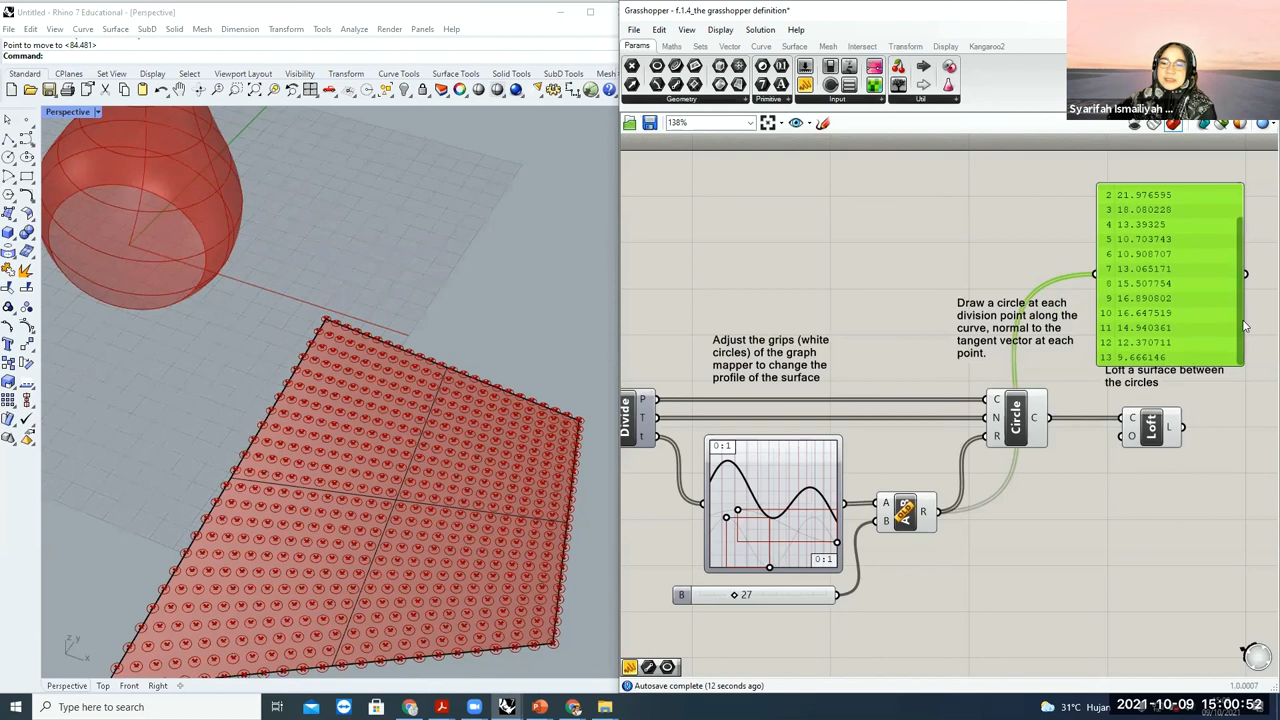 Untitled - Rhino 7 Educational - [Perspective]
File Edit View Curve Surface SubD Solid Mesh Dimension Transform Tools Analyze Render Panels Help
Point to move to <84.481>
Command:
Standard CPlanes Set View Display Select Viewport Layout Visibility Transform Curve Tools Surface Tools Solid Tools SubD Tools Mesh
Perspective
z y
x
Perspective Top Front Right
Grasshopper - f.1.4_the grasshopper definition*
File Edit View Display Solution Help
Params Maths Sets Vector Curve Surface Mesh Intersect Transform Display Kangaroo2
Geometry Primitive Input Util
138%
Syarifah Ismailiyah ...
2 21.976595
3 18.080228
4 13.39325
5 10.703743
6 10.908707
7 13.065171
8 15.507754
9 16.890802
10 16.647519
11 14.940361
12 12.370711
13 9.666146
Draw a circle at each
division point along the
curve, normal to the
tangent vector at each
point.
Adjust the grips (white
circles) of the graph
mapper to change the
profile of the surface
Loft a surface between
the circles
Divide
P
T
t
C
N
R
Circle
C
C
O
Loft
L
0:1
0:1
A
B
OLD
R
B 27
Autosave complete (12 seconds ago)
1.0.0007
Type here to search
31°C Hujan
2021-10-09 15:00:52